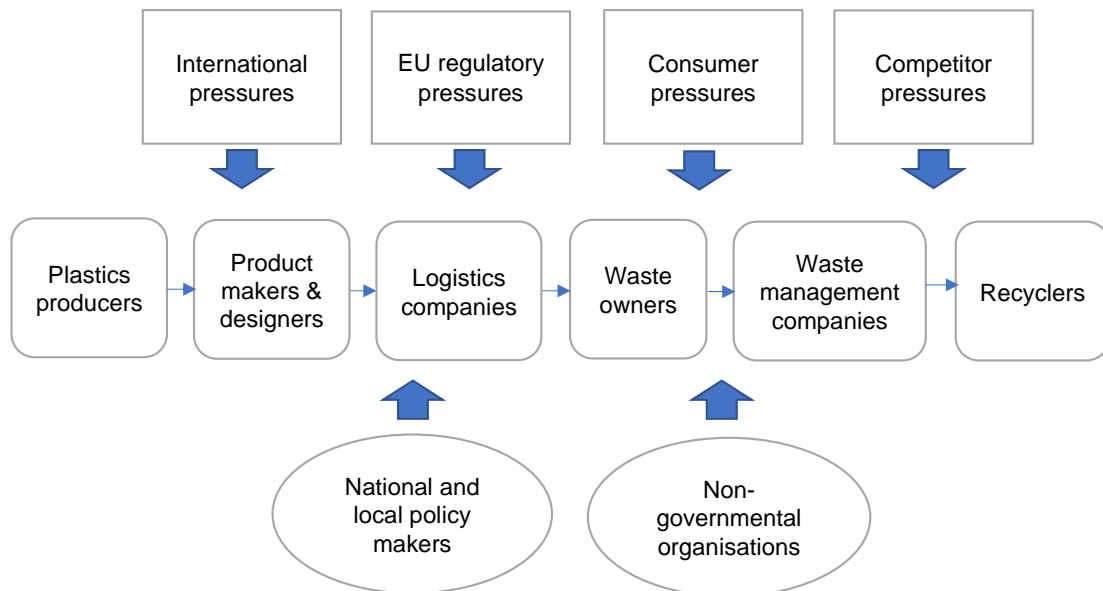 International
pressures
EU regulatory
pressures
Consumer
pressures
Competitor
pressures
Plastics
producers
Product
makers &
designers
Logistics
companies
Waste
owners
Waste
management
companies
Recyclers
National and
local policy
makers
Non-
governmental
organisations